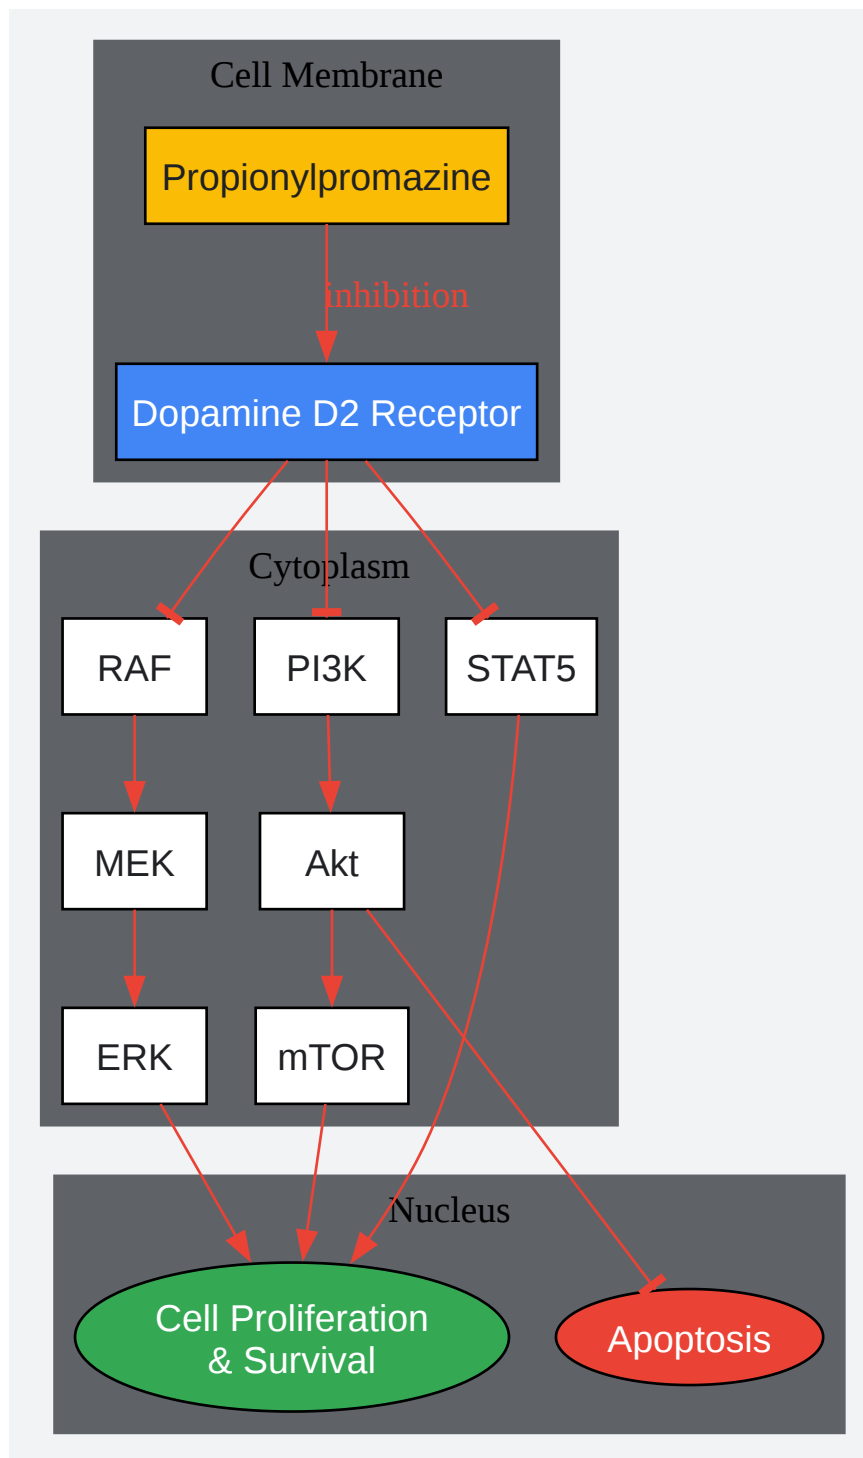 Cell Membrane
Propionylpromazine
inhibition
Dopamine D2 Receptor
Cytoplasm
RAF
PI3K
STAT5
MEK
Akt
ERK
mTOR
Nucleus
Cell Proliferation
& Survival
Apoptosis